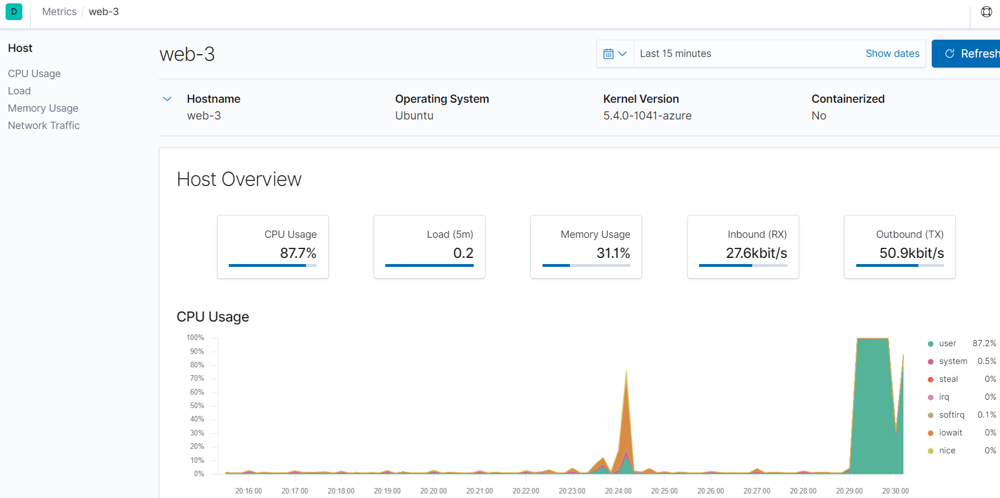 D
Metrics / web-3
Host
CPU Usage
Load
Memory Usage
Network Traffic
web-3
Last 15 minutes
Show dates
Refresh
Hostname
web-3
Operating System
Ubuntu
Kernel Version
5.4.0-1041-azure
Containerized
No
Host Overview
CPU Usage
87.7%
Load (5m)
0.2
Memory Usage
31.1%
Inbound (RX)
27.6kbit/s
Outbound (TX)
50.9kbit/s
CPU Usage
100%
90%
80%
70%
60%
50%
40%
30%
20%
10%
0%
20:16:00 20:17:00 20:18:00 20:19:00 20:20:00 20:21:00 20:22:00 20:23:00 20:24:00 20:25:00 20:26:00 20:27:00 20:28:00 20:29:00 20:30:00
user 87.2%
system 0.5%
steal 0%
irq 0%
softirq 0.1%
iowait 0%
nice 0%